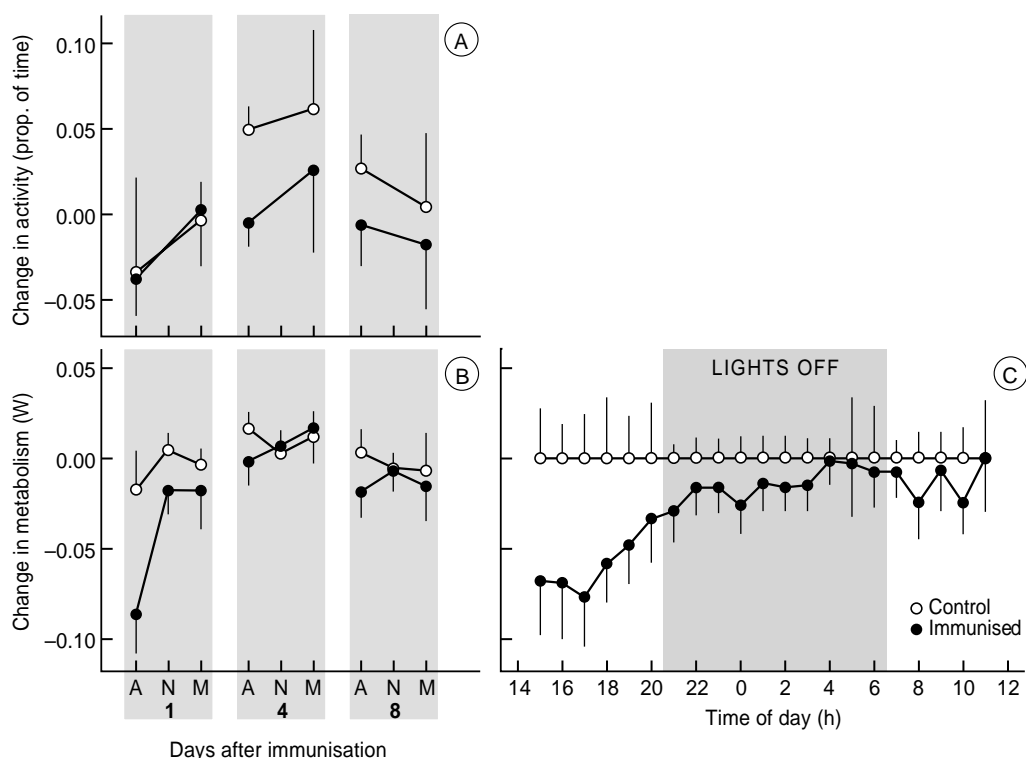 A
0.10
0.05
0.00
–0.05
Change in activity (prop. of time)
B
0.05
0.00
–0.05
–0.10
Change in metabolism (W)
A N M A N M A N M
1 4 8
Days after immunisation
LIGHTS OFF
C
Control
Immunised
14 16 18 20 22 0 2 4 6 8 10 12
Time of day (h)